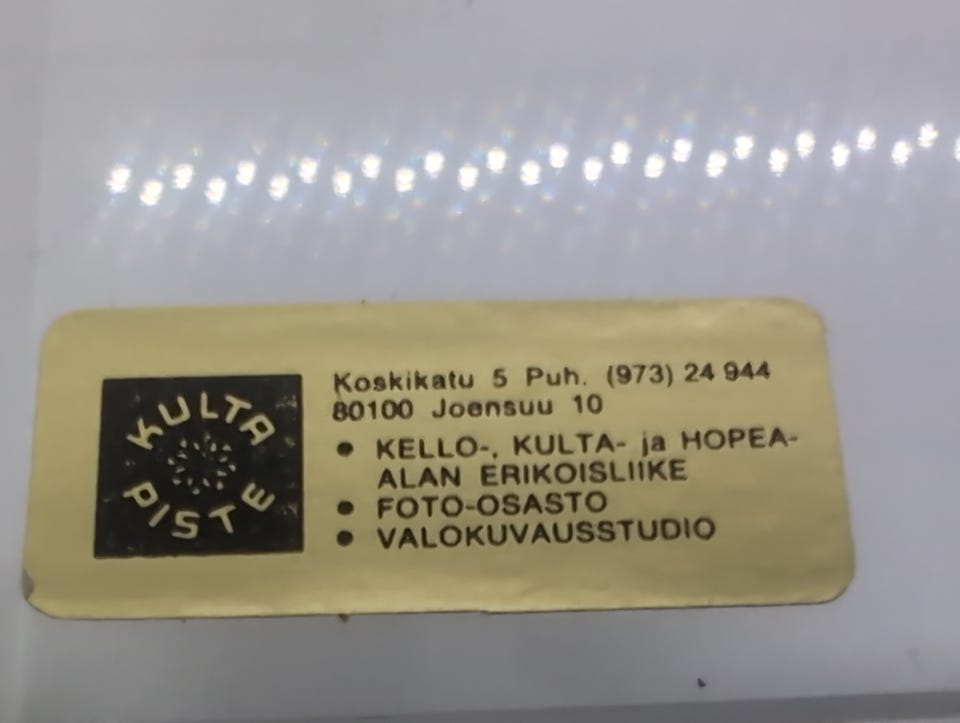 KULTA
PISTE
Koskikatu 5 Puh. (973) 24 944
80100 Joensuu 10
• KELLO-, KULTA- ja HOPEA-
ALAN ERIKOISLIIKE
• FOTO-OSASTO
• VALOKUVAUSSTUDIO